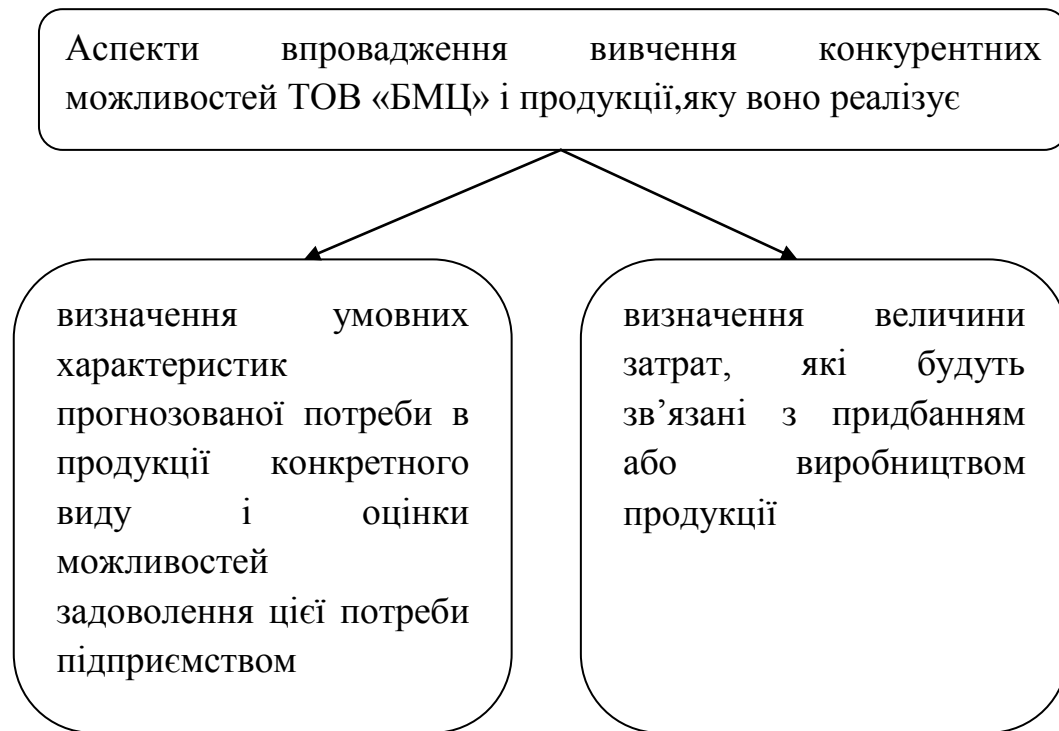 Аспекти впровадження вивчення конкурентних
можливостей ТОВ «БМЦ» і продукції,яку воно реалізує
визначення умовних
характеристик
прогнозованої потреби в
продукції конкретного
виду і оцінки
можливостей
задоволення цієї потреби
підприємством
визначення величини
затрат, які будуть
зв’язані з придбанням
або виробництвом
продукції